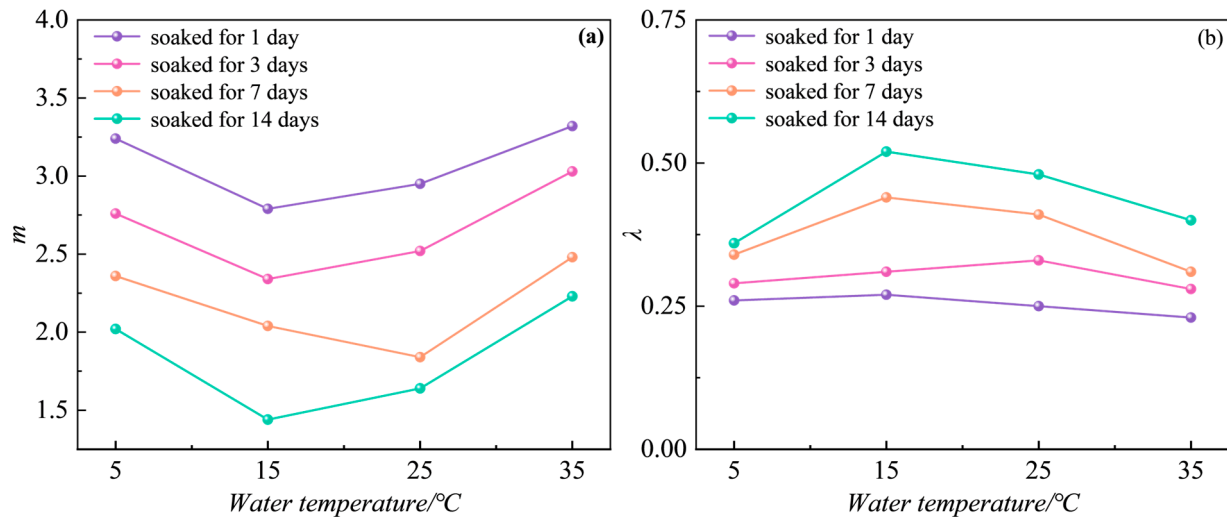 (a)
soaked for 1 day
soaked for 3 days
soaked for 7 days
soaked for 14 days
4.0
3.5
3.0
2.5
2.0
1.5
m
5 15 25 35
Water temperature/°C
(b)
soaked for 1 day
soaked for 3 days
soaked for 7 days
soaked for 14 days
0.75
0.50
0.25
0.00
λ
5 15 25 35
Water temperature/°C